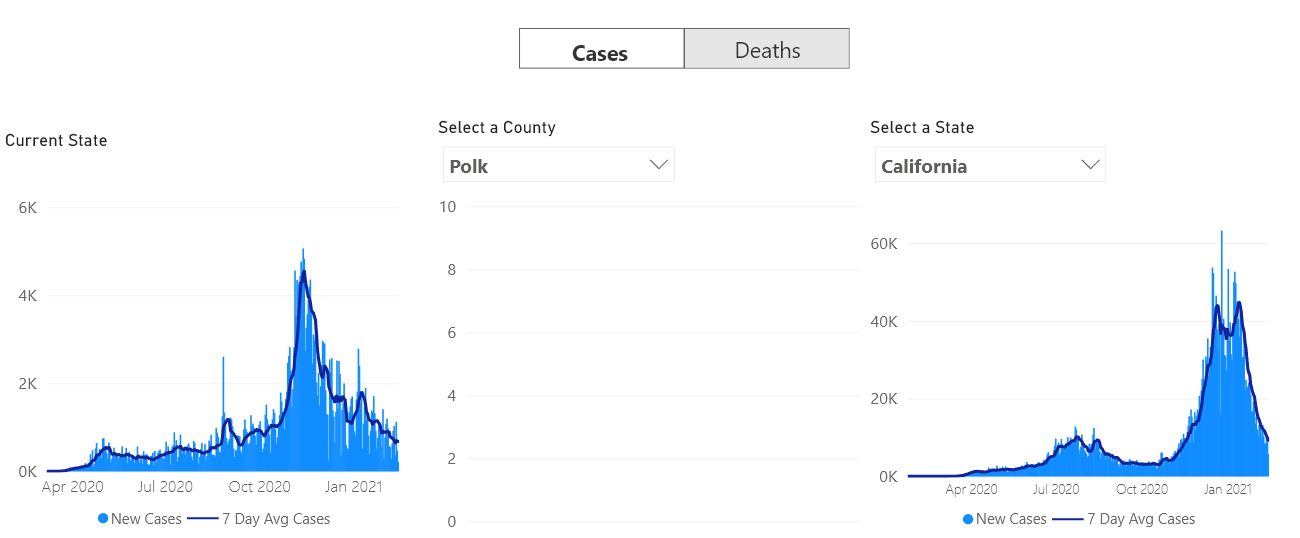 Cases
Deaths
Current State
6K
4K
2K
0K
Apr 2020 Jul 2020 Oct 2020 Jan 2021
New Cases 7 Day Avg Cases
Select a County
Polk
10
8
6
4
2
0
Select a State
California
60K
40K
20K
0K
Apr 2020 Jul 2020 Oct 2020 Jan 2021
New Cases 7 Day Avg Cases